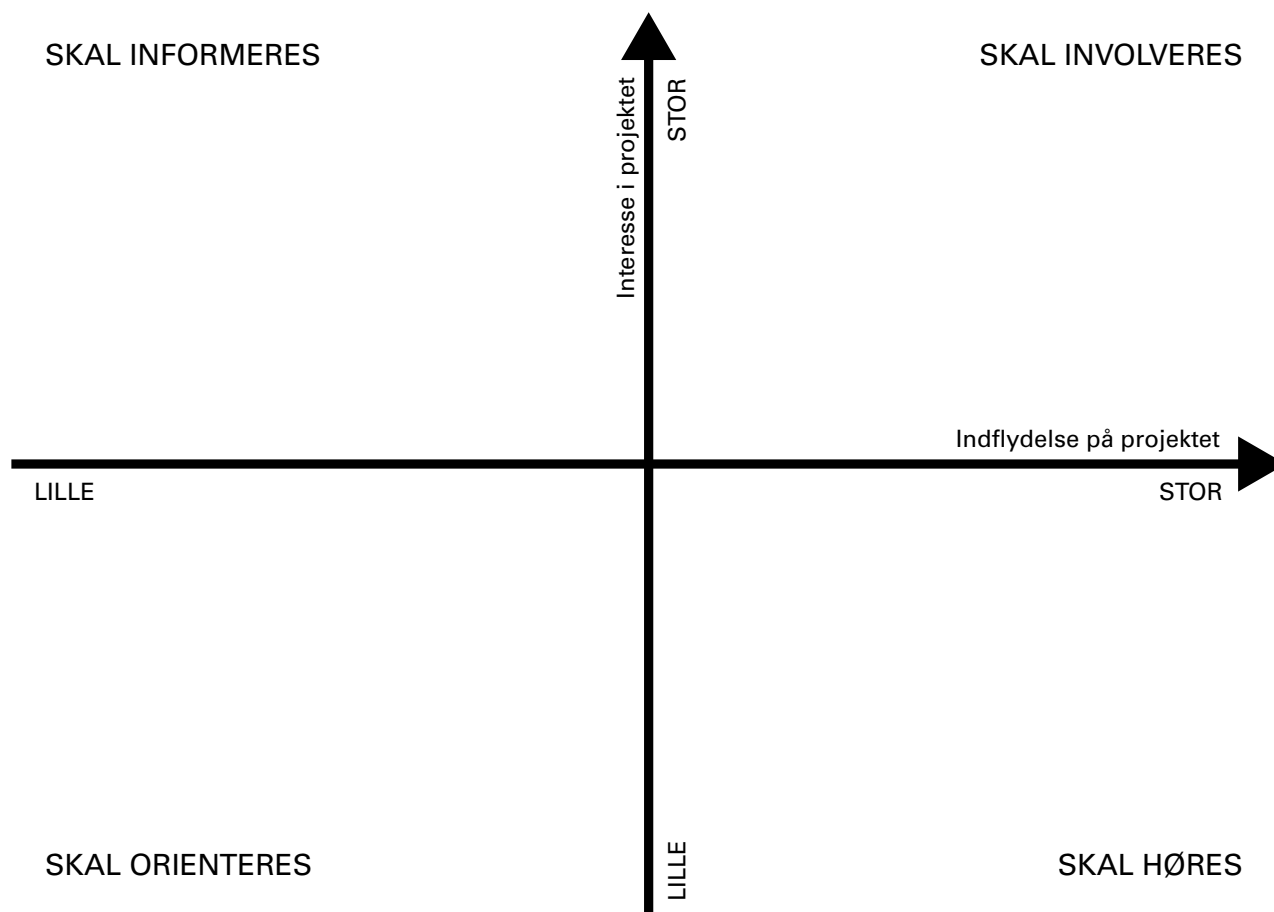 SKAL INFORMERES
SKAL INVOLVERES
Interesse i projektet
STOR
Indflydelse på projektet
LILLE
STOR
SKAL ORIENTERES
LILLE
SKAL HØRES